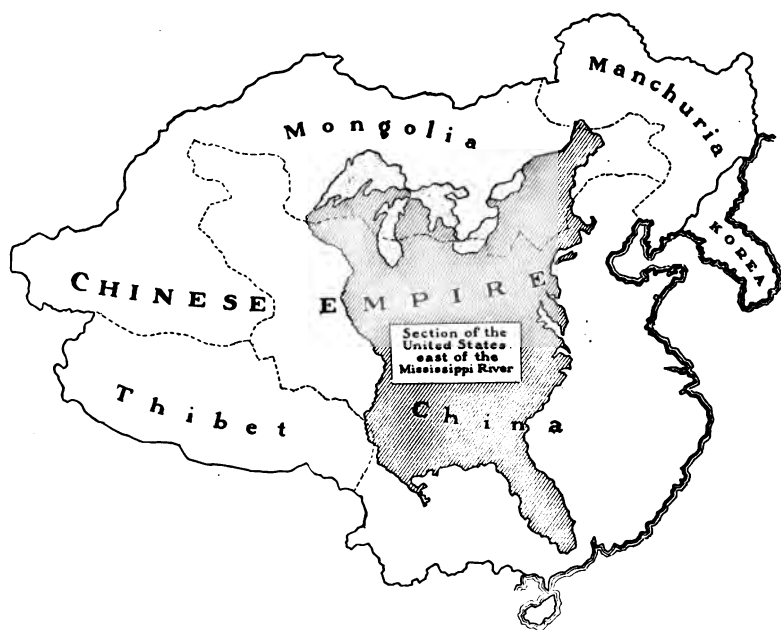 Manchuria
Mongolia
KOREA
CHINESE EMPIRE
Section of the
United States
east of the
Mississippi River
Thibet
China